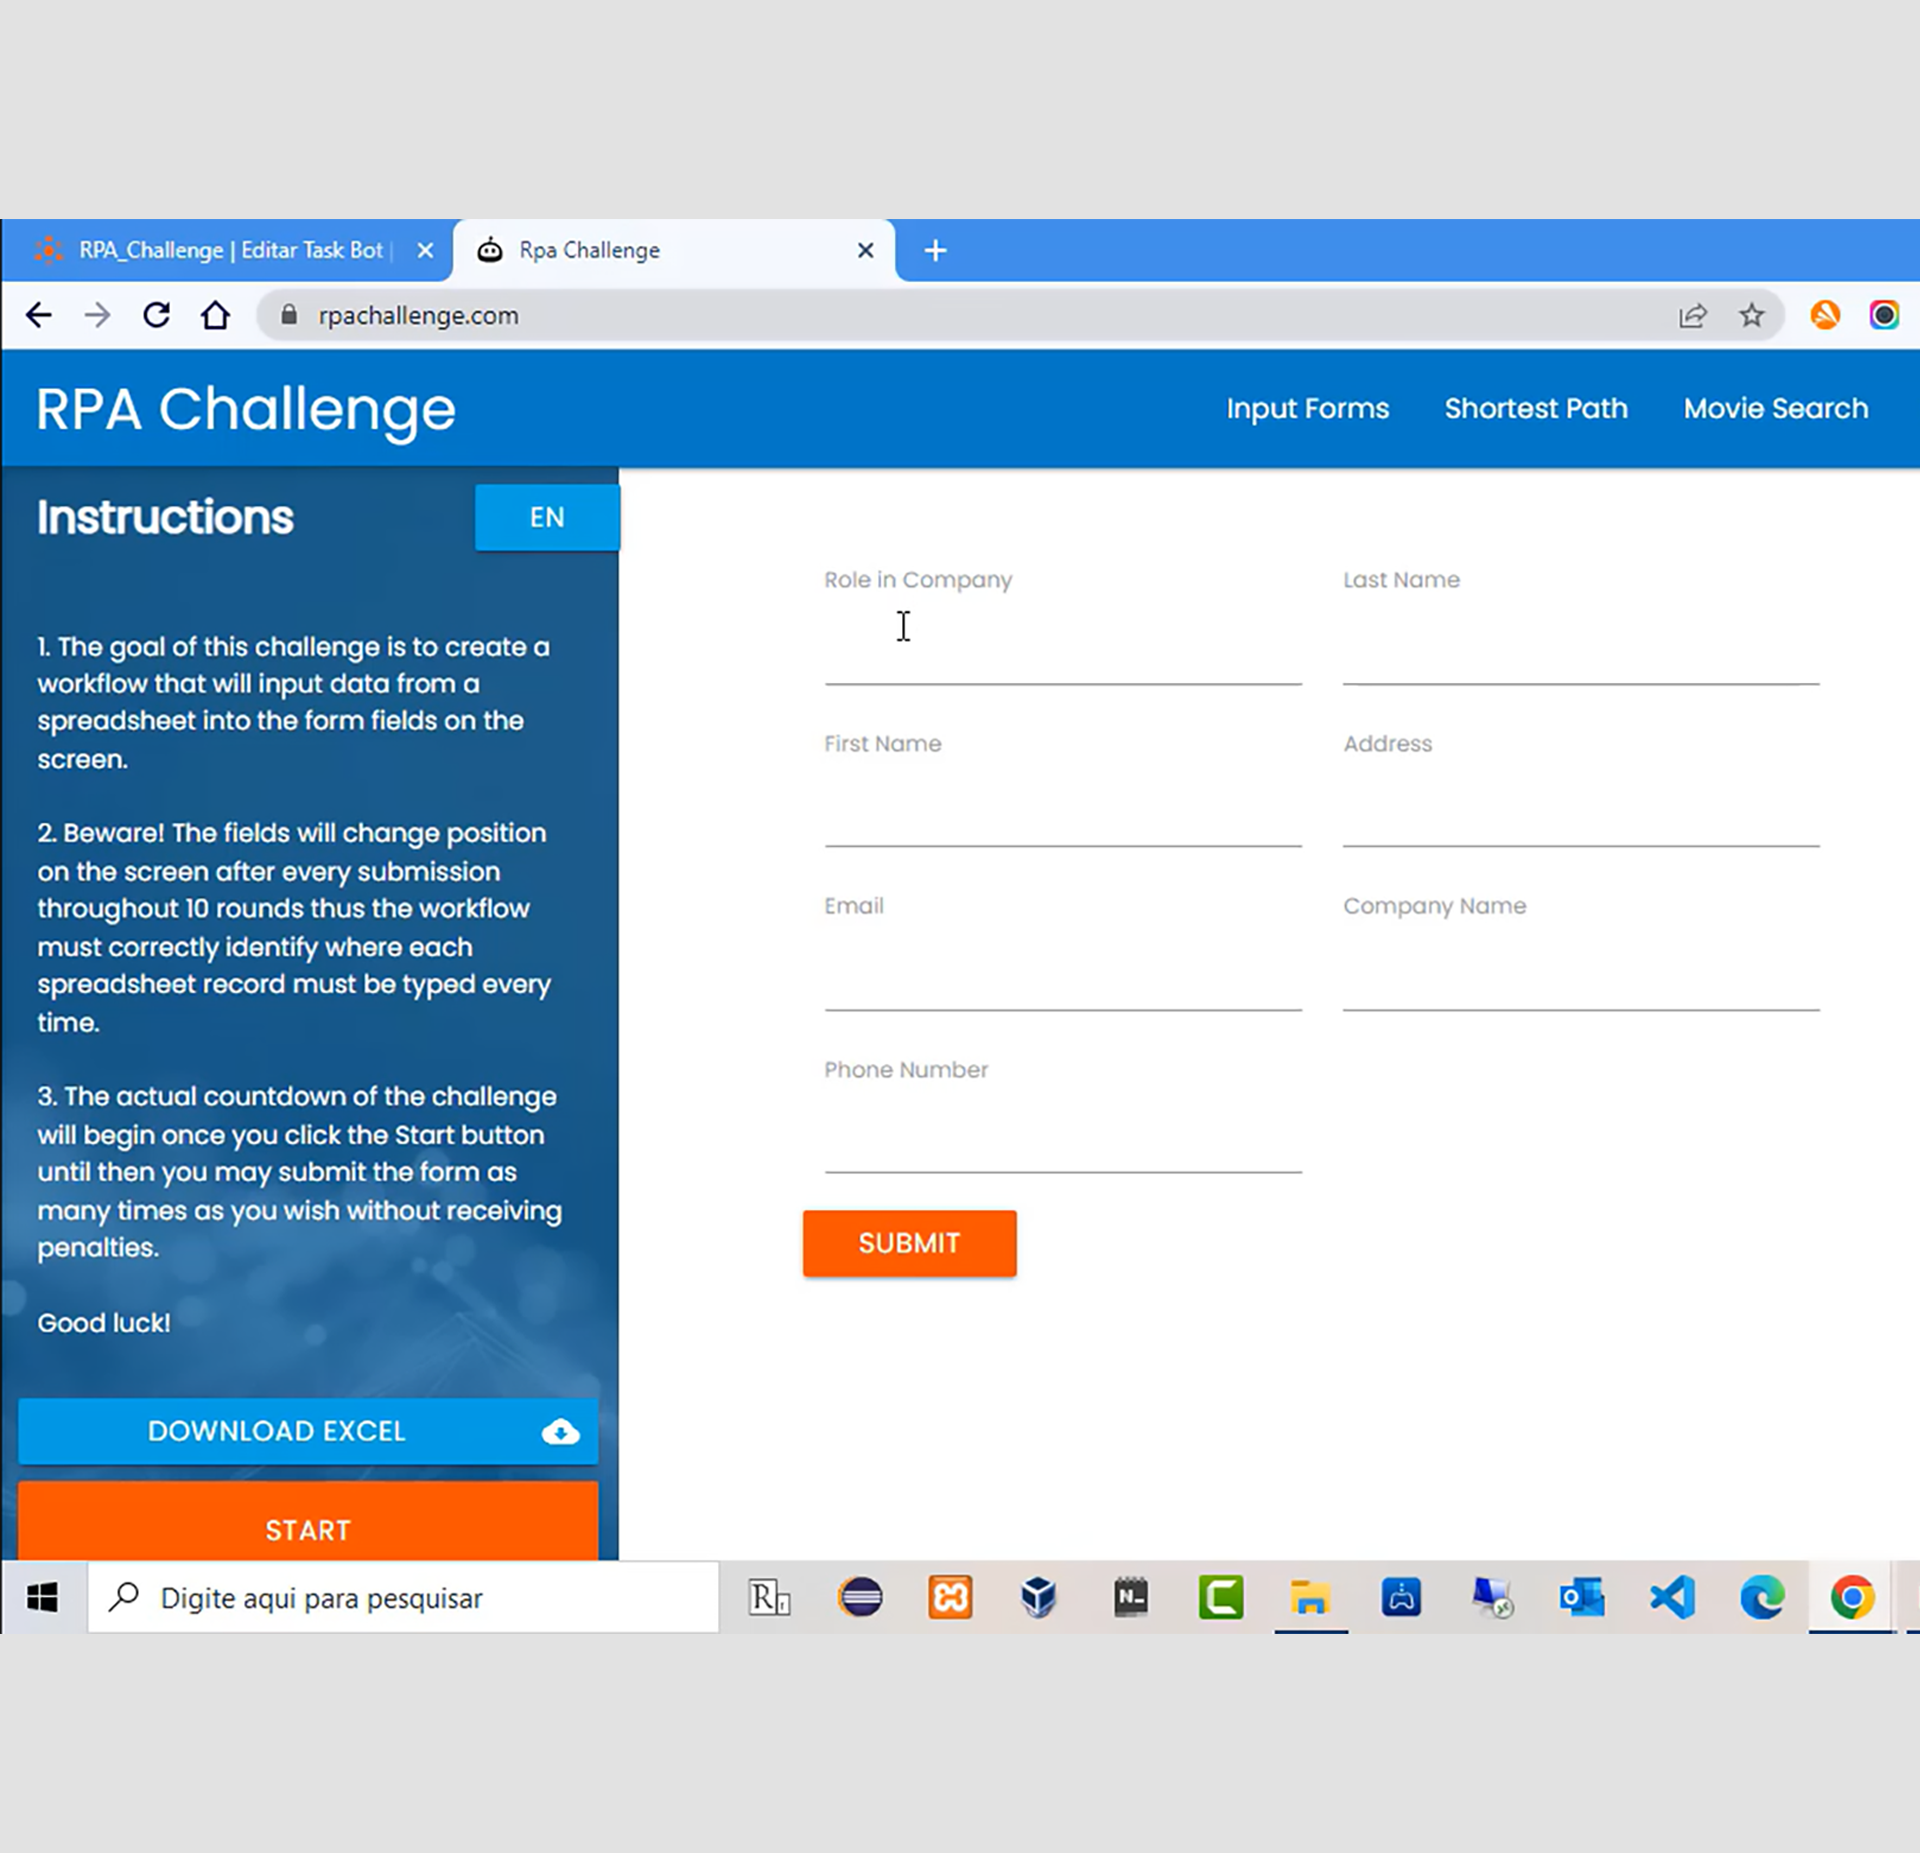 RPA_Challenge | Editar Task Bot |
Rpa Challenge
rpachallenge.com
RPA Challenge
Input Forms
Shortest Path
Movie Search
Instructions
EN
1. The goal of this challenge is to create a
workflow that will input data from a
spreadsheet into the form fields on the
screen.
2. Beware! The fields will change position
on the screen after every submission
throughout 10 rounds thus the workflow
must correctly identify where each
spreadsheet record must be typed every
time.
3. The actual countdown of the challenge
will begin once you click the Start button
until then you may submit the form as
many times as you wish without receiving
penalties.
Good luck!
DOWNLOAD EXCEL
START
Role in Company
Last Name
First Name
Address
Email
Company Name
Phone Number
SUBMIT
Digite aqui para pesquisar